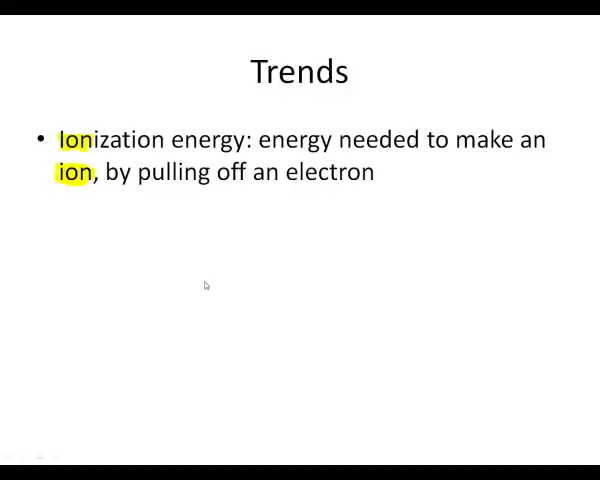 Trends
• Ionization energy: energy needed to make an
ion, by pulling off an electron